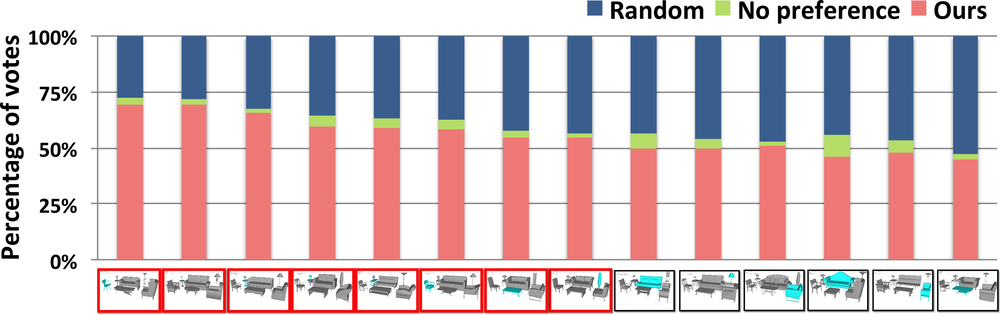 Random No preference Ours
Percentage of votes
100%
75%
50%
25%
0%